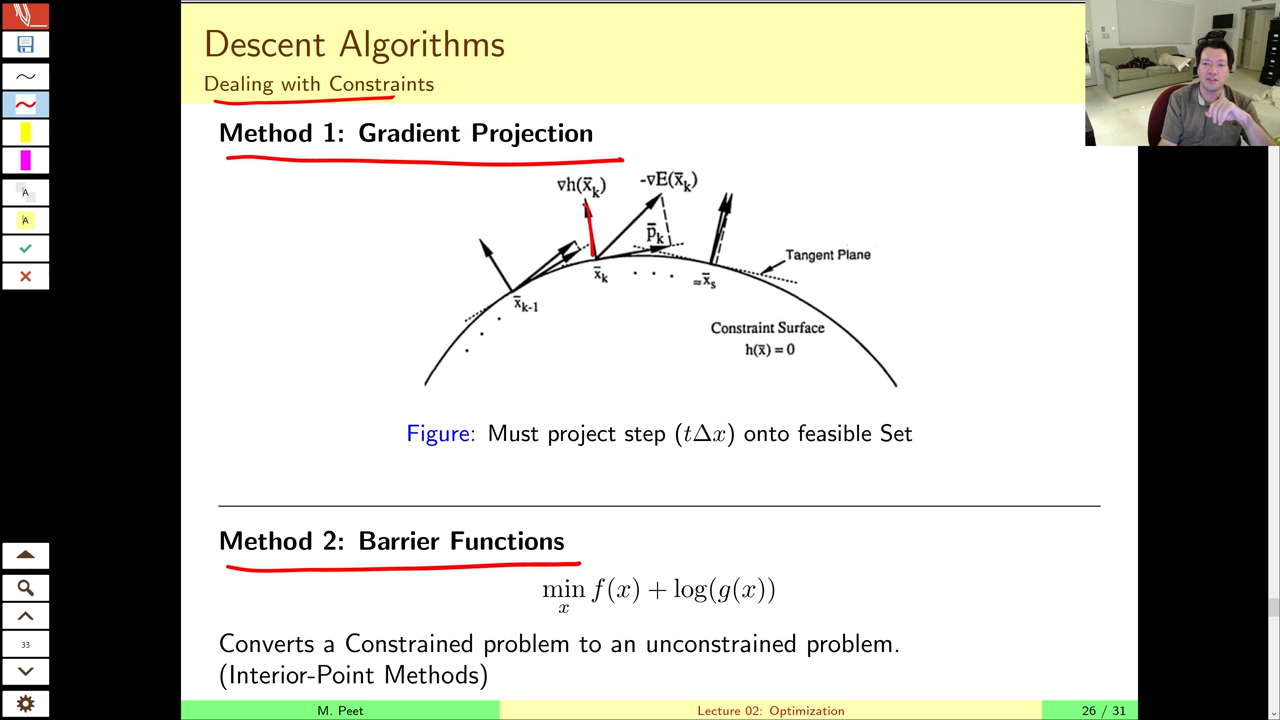 Descent Algorithms
Dealing with Constraints
Method 1: Gradient Projection
∇h(x̄ₖ)
-∇E(x̄ₖ)
p̄ₖ
Tangent Plane
x̄ₖ
≈x̄ₛ
x̄ₖ₋₁
Constraint Surface
h(x̄) = 0
Figure: Must project step (tΔx) onto feasible Set
Method 2: Barrier Functions
min f(x) + log(g(x))
x
Converts a Constrained problem to an unconstrained problem.
(Interior-Point Methods)
A
A
33
M. Peet
Lecture 02: Optimization
26 / 31